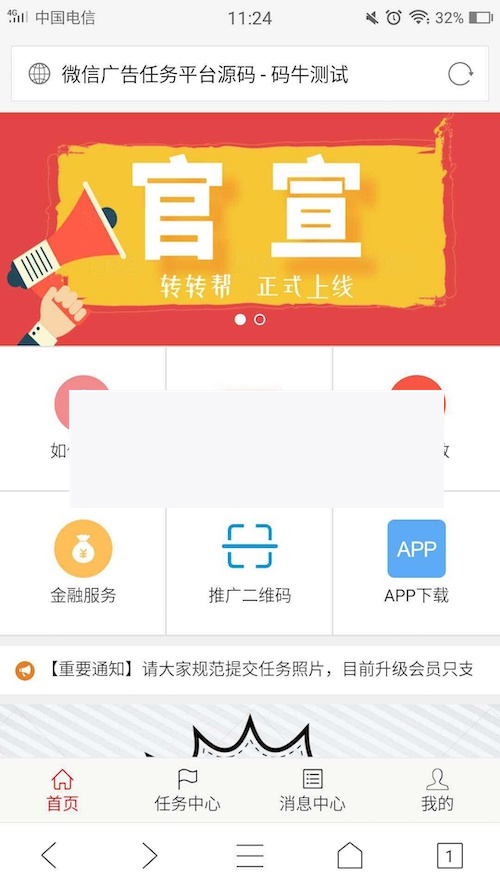 4G 中国电信 11:24 32%
微信广告任务平台源码 - 码牛测试
官宣
转转帮 正式上线
如
金融服务 推广二维码 APP APP下载
【重要通知】请大家规范提交任务照片，目前升级会员只支
首页 任务中心 消息中心 我的
1